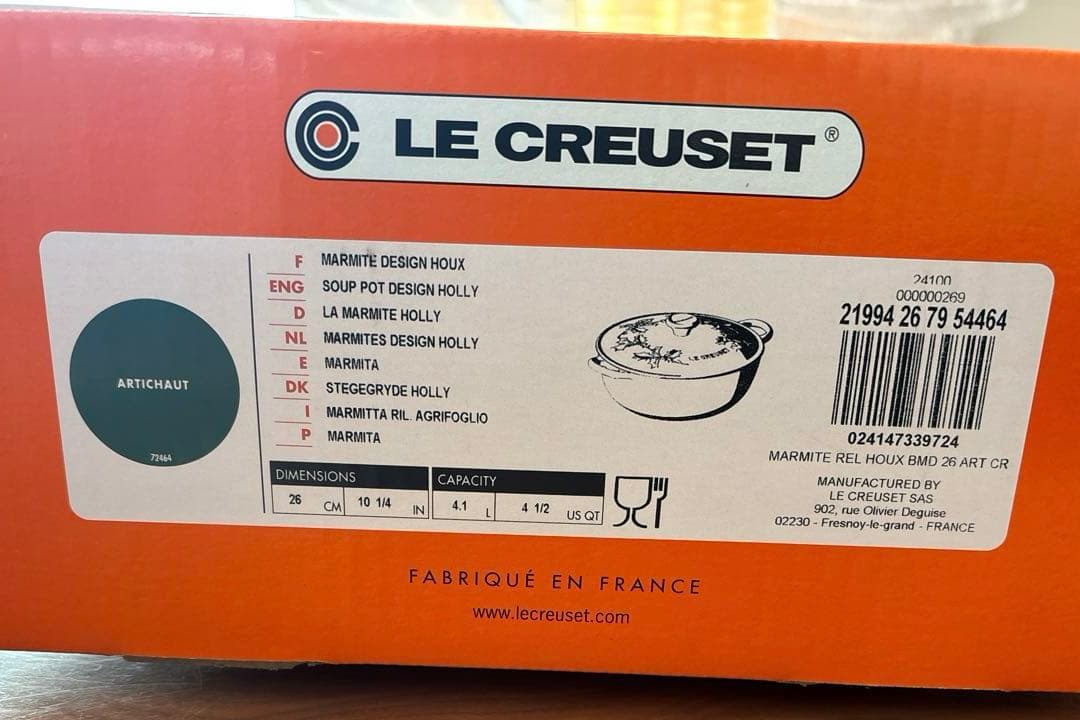 LE CREUSET®
ARTICHAUT
72464
F MARMITE DESIGN HOUX
ENG SOUP POT DESIGN HOLLY
D LA MARMITE HOLLY
NL MARMITES DESIGN HOLLY
E MARMITA
DK STEGEGRYDE HOLLY
I MARMITTA RIL. AGRIFOGLIO
P MARMITA
DIMENSIONS
26 CM 10 1/4 IN
CAPACITY
4.1 L 4 1/2 US QT
LE CREUSET
24100
000000269
21994 26 79 54464
024147339724
MARMITE REL HOUX BMD 26 ART CR
MANUFACTURED BY
LE CREUSET SAS
902, rue Olivier Deguise
02230 - Fresnoy-le-grand - FRANCE
FABRIQUÉ EN FRANCE
www.lecreuset.com